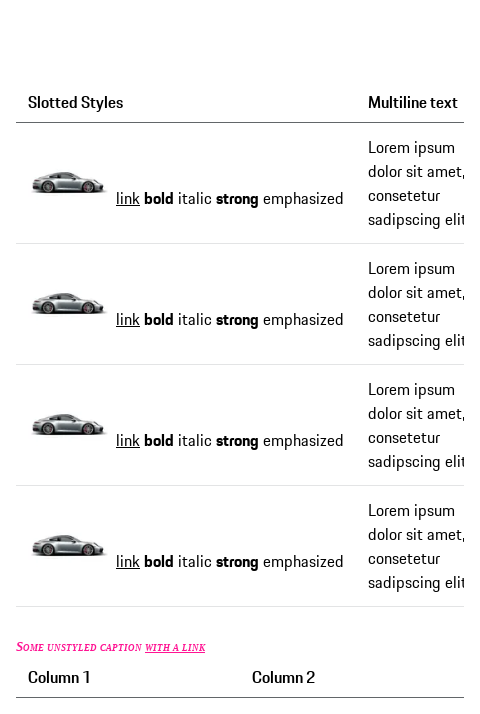 Slotted Styles Multiline text
link bold italic strong emphasized
Lorem ipsum
dolor sit amet,
consetetur
sadipscing elit
link bold italic strong emphasized
Lorem ipsum
dolor sit amet,
consetetur
sadipscing elit
link bold italic strong emphasized
Lorem ipsum
dolor sit amet,
consetetur
sadipscing elit
link bold italic strong emphasized
Lorem ipsum
dolor sit amet,
consetetur
sadipscing elit
Some unstyled caption with a link
Column 1 Column 2